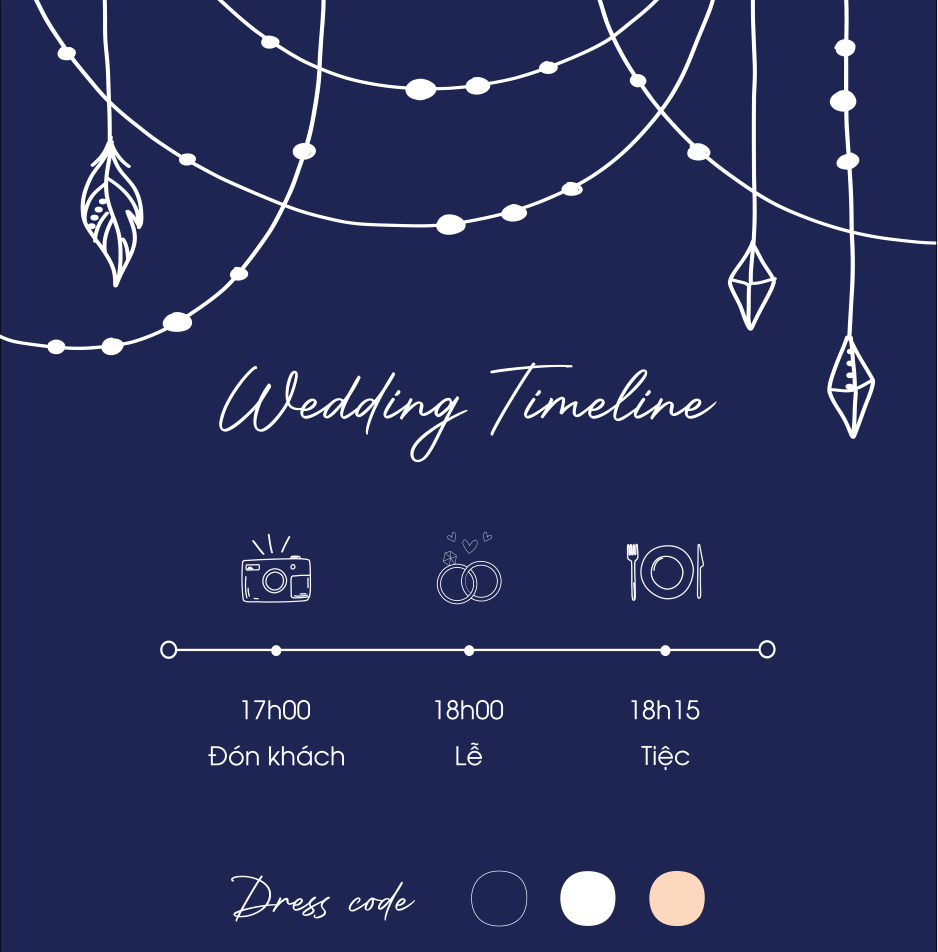 Wedding Timeline
17h00 18h00 18h15
Đón khách Lễ Tiệc
Dress code